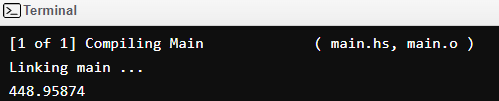 Terminal
[1 of 1] Compiling Main             ( main.hs, main.o )
Linking main ...
448.95874